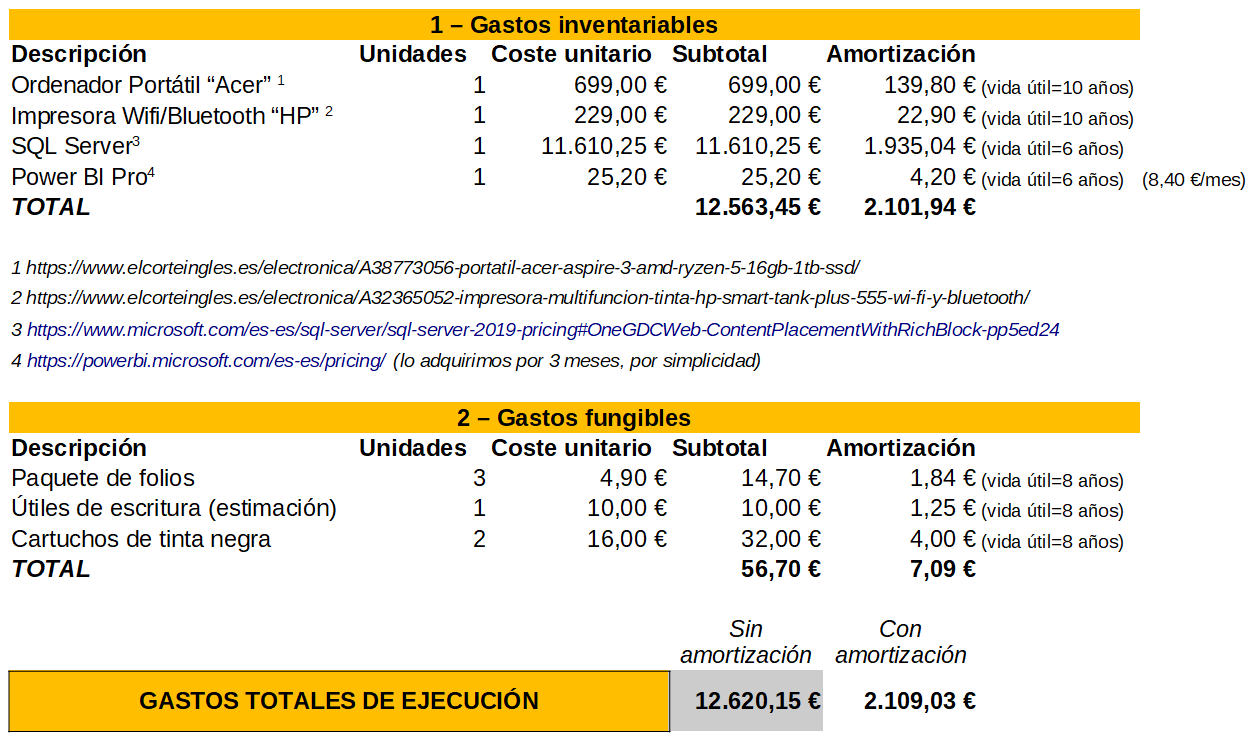 1 – Gastos inventariables
Descripción Unidades Coste unitario Subtotal Amortización
Ordenador Portátil “Acer” 1 1 699,00 € 699,00 € 139,80 € (vida útil=10 años)
Impresora Wifi/Bluetooth “HP” 2 1 229,00 € 229,00 € 22,90 € (vida útil=10 años)
SQL Server3 1 11.610,25 € 11.610,25 € 1.935,04 € (vida útil=6 años)
Power BI Pro4 1 25,20 € 25,20 € 4,20 € (vida útil=6 años) (8,40 €/mes)
TOTAL 12.563,45 € 2.101,94 €
1 https://www.elcorteingles.es/electronica/A38773056-portatil-acer-aspire-3-amd-ryzen-5-16gb-1tb-ssd/
2 https://www.elcorteingles.es/electronica/A32365052-impresora-multifuncion-tinta-hp-smart-tank-plus-555-wi-fi-y-bluetooth/
3 https://www.microsoft.com/es-es/sql-server/sql-server-2019-pricing#OneGDCWeb-ContentPlacementWithRichBlock-pp5ed24
4 https://powerbi.microsoft.com/es-es/pricing/ (lo adquirimos por 3 meses, por simplicidad)
2 – Gastos fungibles
Descripción Unidades Coste unitario Subtotal Amortización
Paquete de folios 3 4,90 € 14,70 € 1,84 € (vida útil=8 años)
Útiles de escritura (estimación) 1 10,00 € 10,00 € 1,25 € (vida útil=8 años)
Cartuchos de tinta negra 2 16,00 € 32,00 € 4,00 € (vida útil=8 años)
TOTAL 56,70 € 7,09 €
Sin Con
amortización amortización
GASTOS TOTALES DE EJECUCIÓN 12.620,15 € 2.109,03 €